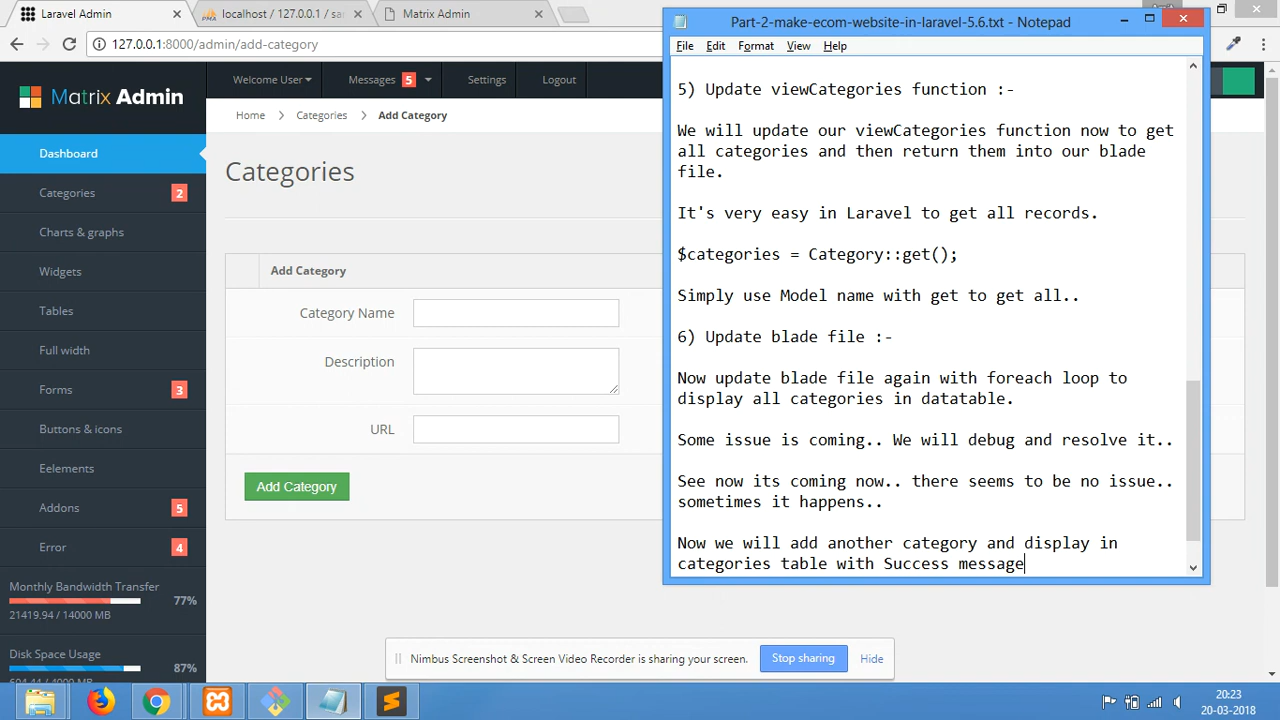 Laravel Admin
localhost / 127.0.0.1 / sa
Matrix Admin
127.0.0.1:8000/admin/add-category
Matrix Admin
Welcome User
Messages 5
Settings
Logout
Home
Categories
Add Category
Dashboard
Categories 2
Charts & graphs
Widgets
Tables
Full width
Forms 3
Buttons & icons
Eelements
Addons 5
Error 4
Monthly Bandwidth Transfer
77%
21419.94 / 14000 MB
Disk Space Usage
87%
604.44 / 4000 MB
Categories
Add Category
Category Name
Description
URL
Add Category
Part-2-make-ecom-website-in-laravel-5.6.txt - Notepad
File Edit Format View Help
5) Update viewCategories function :-
We will update our viewCategories function now to get
all categories and then return them into our blade
file.
It's very easy in Laravel to get all records.
$categories = Category::get();
Simply use Model name with get to get all..
6) Update blade file :-
Now update blade file again with foreach loop to
display all categories in datatable.
Some issue is coming.. We will debug and resolve it..
See now its coming now.. there seems to be no issue..
sometimes it happens..
Now we will add another category and display in
categories table with Success message
Nimbus Screenshot & Screen Video Recorder is sharing your screen.
Stop sharing
Hide
20:23
20-03-2018